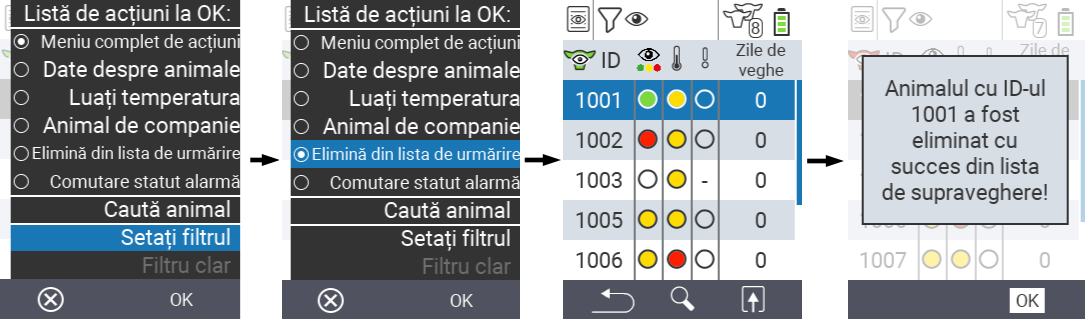 Listă de acțiuni la OK:
Meniu complet de acțiuni
Date despre animale
Luați temperatura
Animal de companie
Elimină din lista de urmărire
Comutare statut alarmă
Caută animal
Setați filtrul
Filtru clar
OK
Listă de acțiuni la OK:
Meniu complet de acțiuni
Date despre animale
Luați temperatura
Animal de companie
Elimină din lista de urmărire
Comutare statut alarmă
Caută animal
Setați filtrul
Filtru clar
OK
8
ID Zile de
veghe
1001 0
1002 0
1003 - 0
1005 0
1006 0
7
ID Zile de
Animalul cu ID-ul
1001 a fost
eliminat cu
succes din lista
de supraveghere!
1007 0
OK